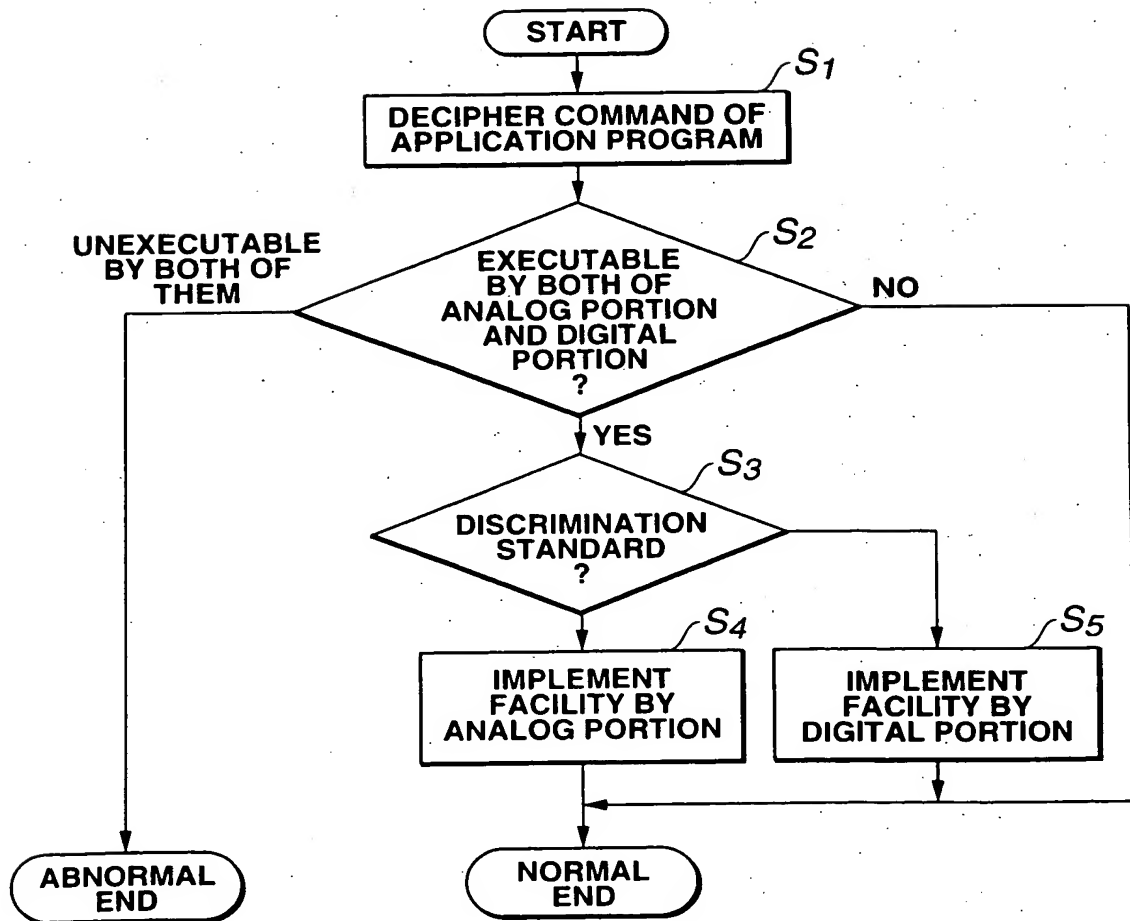 START
S1
DECIPHER COMMAND OF
APPLICATION PROGRAM
S2
UNEXECUTABLE
BY BOTH OF
THEM
EXECUTABLE
BY BOTH OF
ANALOG PORTION
AND DIGITAL
PORTION
?
NO
YES
S3
DISCRIMINATION
STANDARD
?
S4
IMPLEMENT
FACILITY BY
ANALOG PORTION
S5
IMPLEMENT
FACILITY BY
DIGITAL PORTION
ABNORMAL
END
NORMAL
END